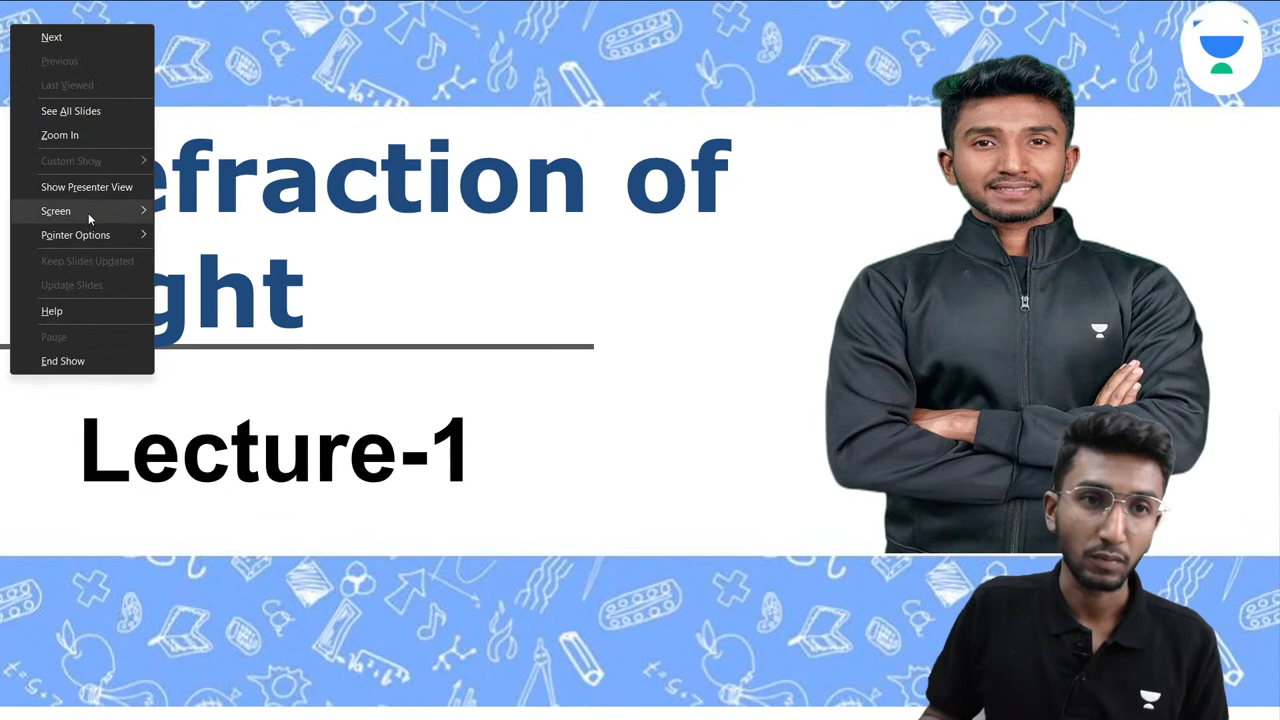 Next
Previous
Last Viewed
See All Slides
Zoom In
Custom Show
Show Presenter View
Screen
Pointer Options
Keep Slides Updated
Update Slides
Help
Pause
End Show
efraction of
ght
Lecture-1